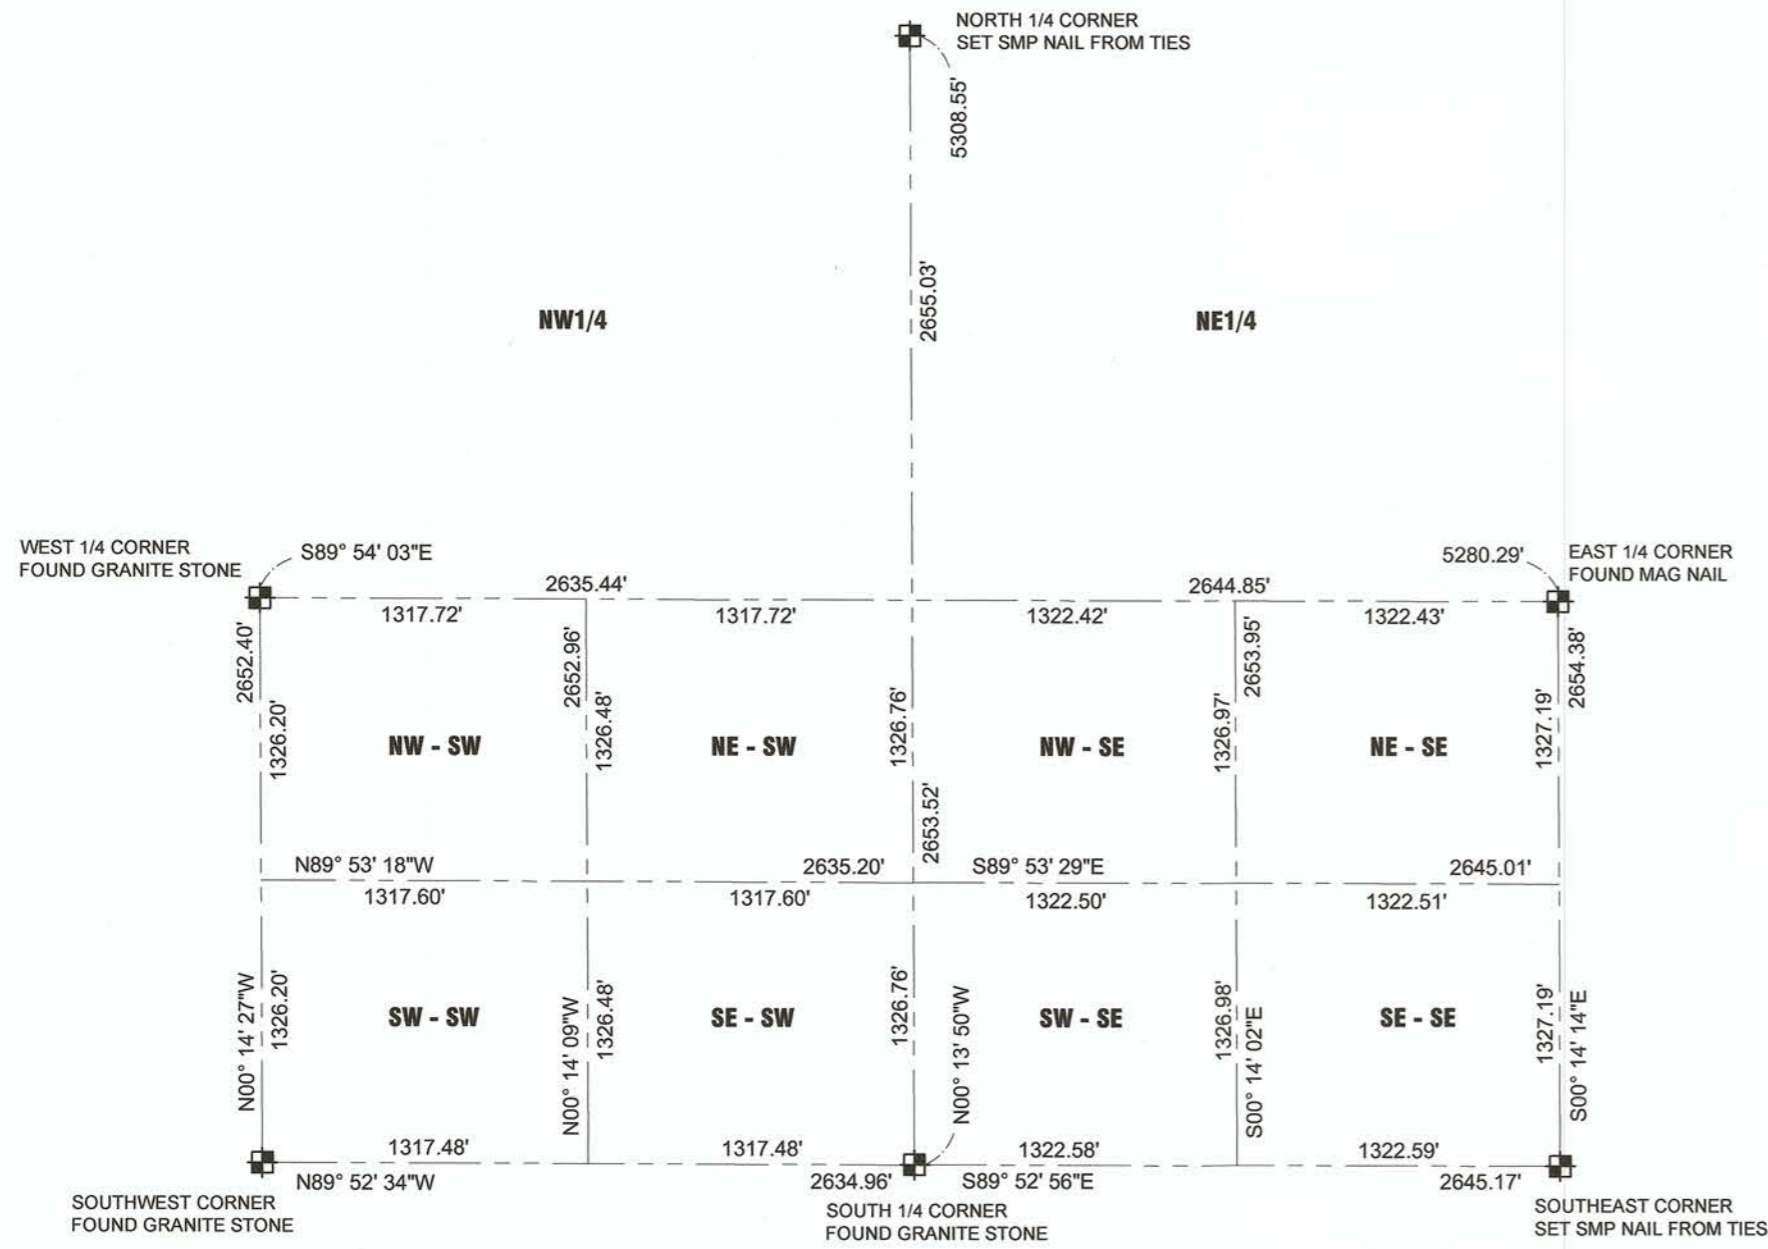 NORTH 1/4 CORNER
SET SMP NAIL FROM TIES
5308.55'
2655.03'
NW1/4
NE1/4
WEST 1/4 CORNER
FOUND GRANITE STONE
S89° 54' 03"E
5280.29'
EAST 1/4 CORNER
FOUND MAG NAIL
2635.44'
2644.85'
1317.72'
1317.72'
1322.42'
1322.43'
2652.40'
2652.96'
2653.95'
2654.38'
1326.20'
1326.48'
1326.76'
1326.97'
1327.19'
NW - SW
NE - SW
NW - SE
NE - SE
2653.52'
N89° 53' 18"W
2635.20'
S89° 53' 29"E
2645.01'
1317.60'
1317.60'
1322.50'
1322.51'
N00° 14' 27"W
1326.20'
N00° 14' 09"W
1326.48'
1326.76'
N00° 13' 50"W
1326.98'
S00° 14' 02"E
1327.19'
S00° 14' 14"E
SW - SW
SE - SW
SW - SE
SE - SE
1317.48'
1317.48'
1322.58'
1322.59'
N89° 52' 34"W
2634.96'
S89° 52' 56"E
2645.17'
SOUTHWEST CORNER
FOUND GRANITE STONE
SOUTH 1/4 CORNER
FOUND GRANITE STONE
SOUTHEAST CORNER
SET SMP NAIL FROM TIES